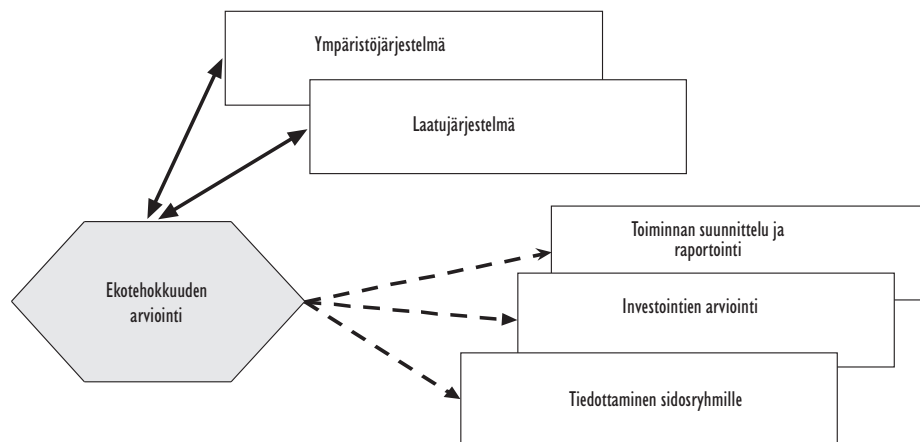 Ympäristöjärjestelmä
Laatujärjestelmä
Toiminnan suunnittelu ja
raportointi
Ekotehokkuuden
arviointi
Investointien arviointi
Tiedottaminen sidosryhmille